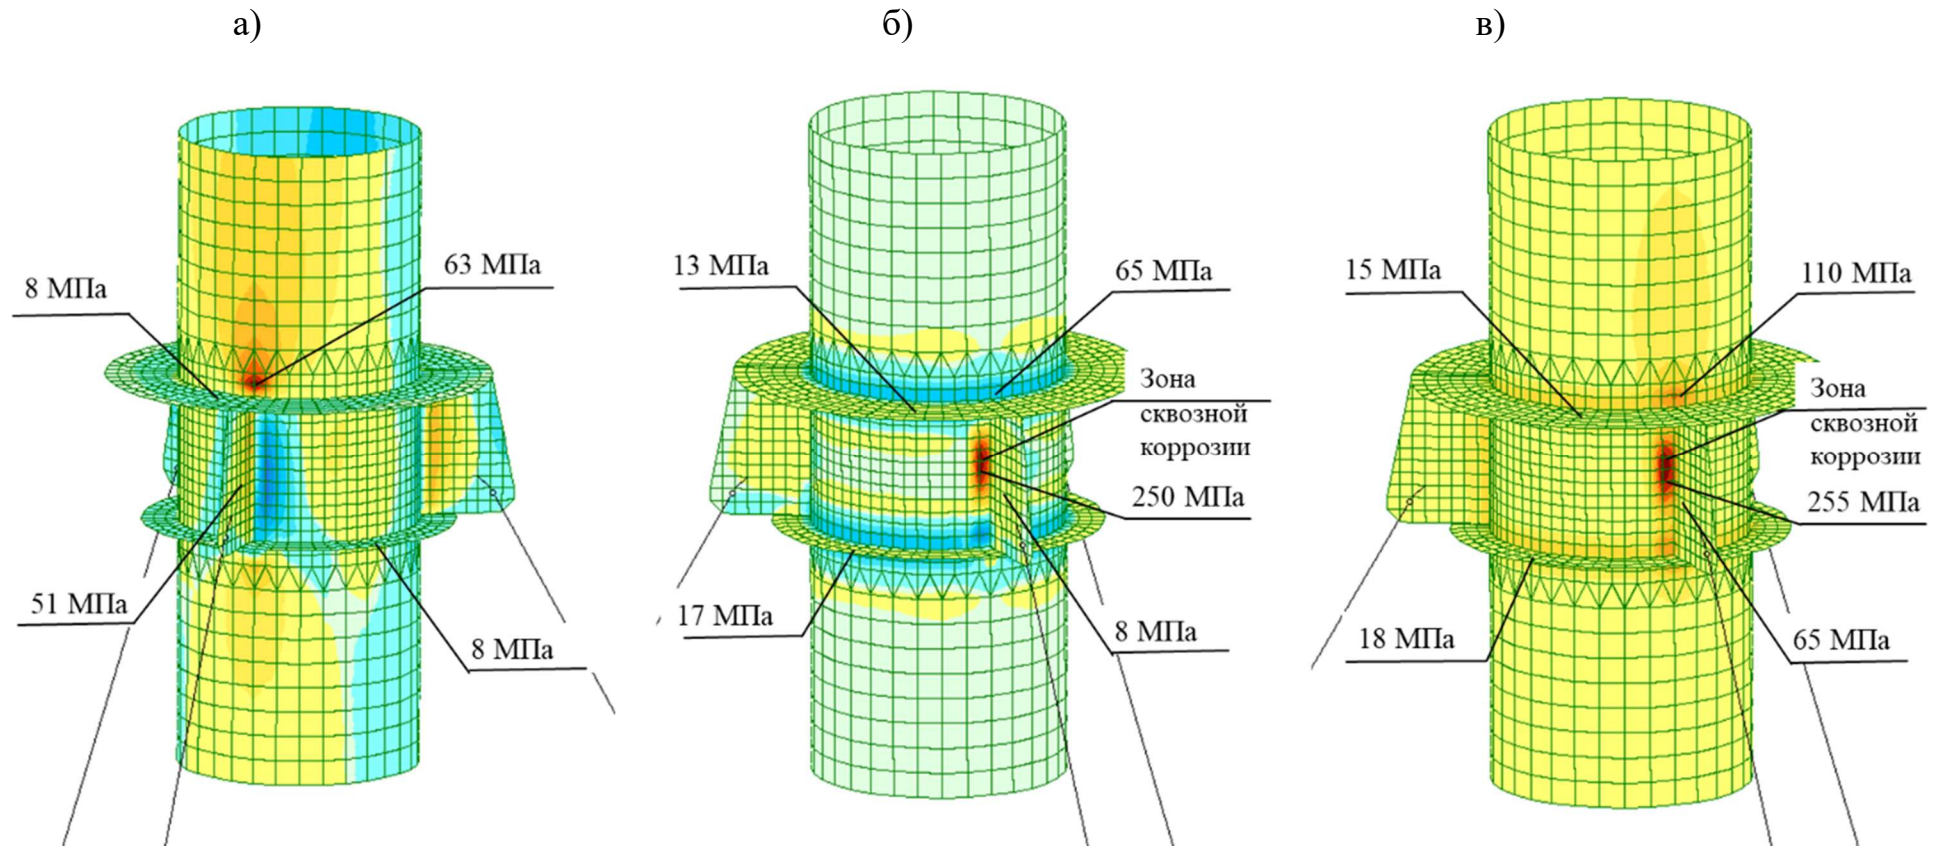 а)
б)
в)
8 МПа
63 МПа
51 МПа
8 МПа
13 МПа
65 МПа
Зона
сквозной
коррозии
250 МПа
17 МПа
8 МПа
15 МПа
110 МПа
Зона
сквозной
коррозии
255 МПа
18 МПа
65 МПа